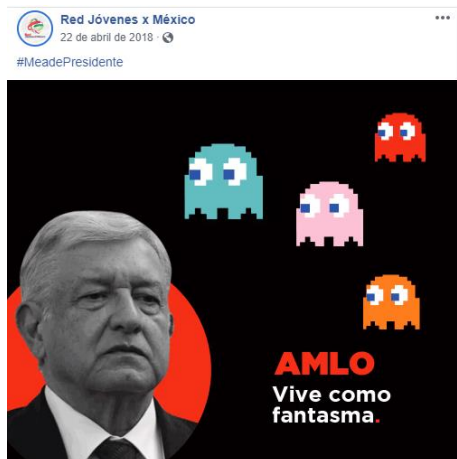 Red Jóvenes x México
22 de abril de 2018 ·
#MeadePresidente
AMLO
Vive como
fantasma.